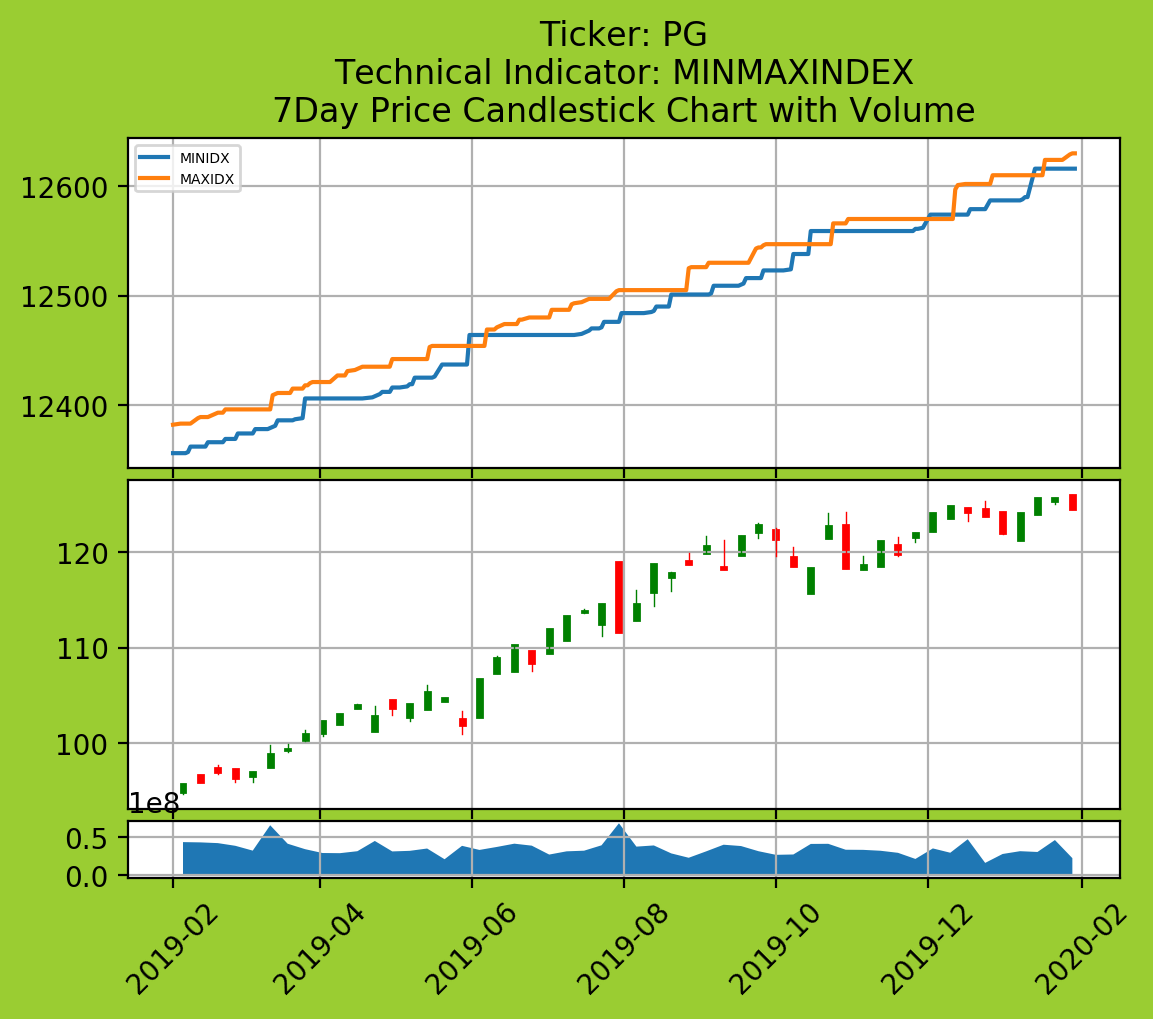 Ticker: PG
Technical Indicator: MINMAXINDEX
7Day Price Candlestick Chart with Volume
MINIDX
MAXIDX
12600
12500
12400
120
110
100
1e8
0.5
0.0
2019-02
2019-04
2019-06
2019-08
2019-10
2019-12
2020-02